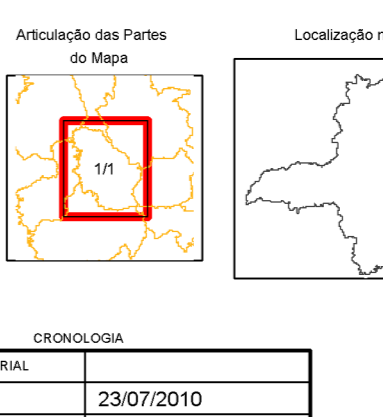 Articulação das Partes
do Mapa
Localização
1/1
CRONOLOGIA
RIAL
23/07/2010